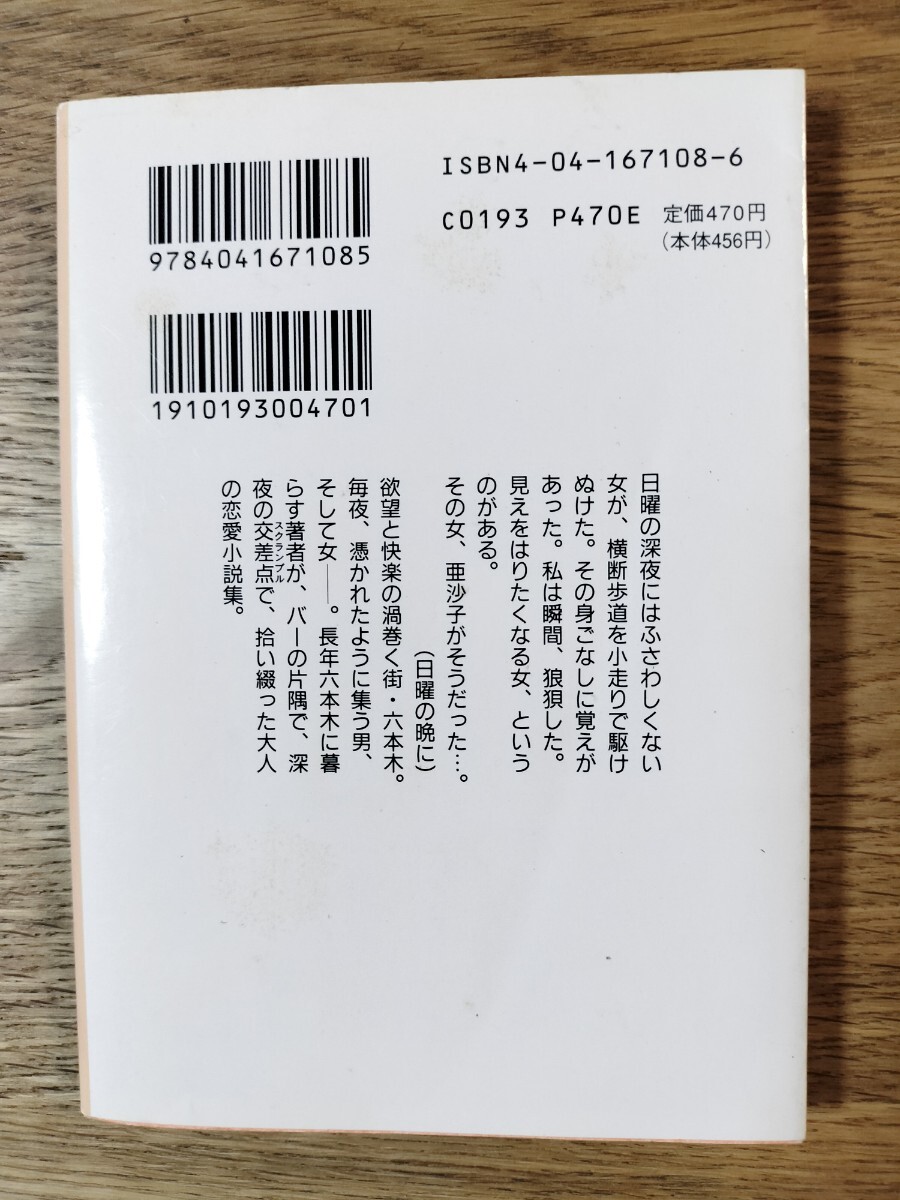 ISBN4-04-167108-6
C0193 P470E 定価470円
(本体456円)
9784041671085
1910193004701
日曜の深夜にはふさわしくない
女が、横断歩道を小走りで駆け
ぬけた。その身ごなしに覚えが
あった。私は瞬間、狼狽した。
見えをはりたくなる女、という
のがある。
その女、亜沙子がそうだった…。
(日曜の晩に)
欲望と快楽の渦巻く街・六本木。
毎夜、憑かれたように集う男、
そして女――。長年六本木に暮
らす著者が、バーの片隅で、深
夜の交差点で、拾い綴った大人
スクランブル
の恋愛小説集。